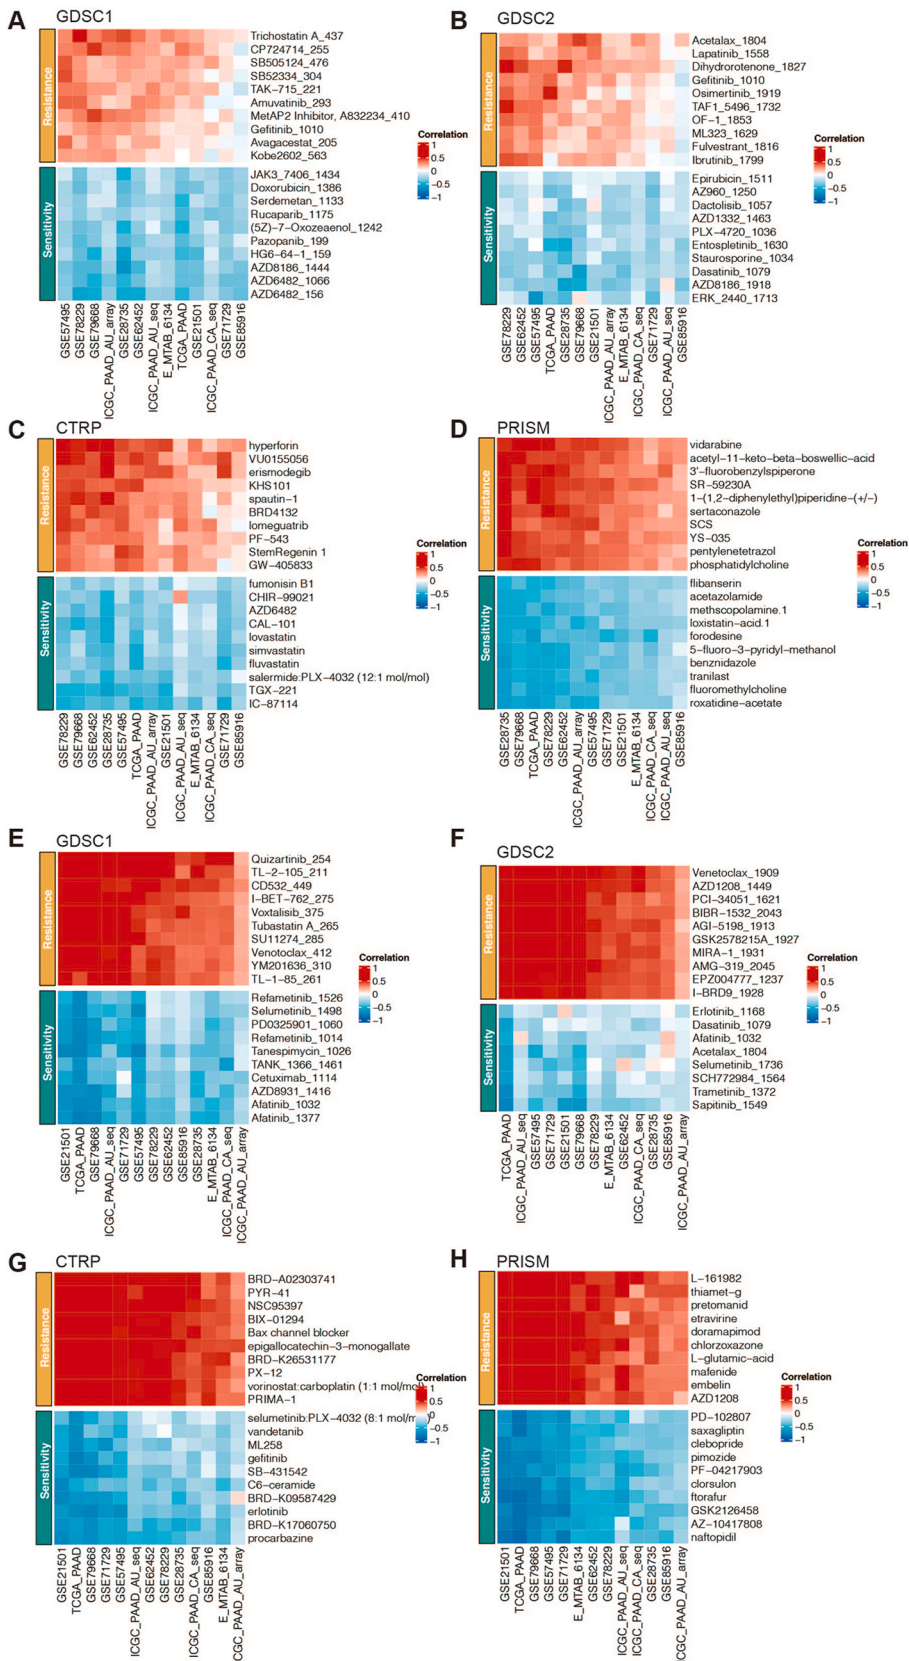 A
GDSC1
Resistance
Trichostatin A_437
CP724714_255
SB505124_476
SB52334_304
TAK-715_221
Amuvatinib_293
MetAP2 Inhibitor, A832234_410
Gefitinib_1010
Avagacestat_205
Kobe2602_563
Sensitivity
JAK3_7406_1434
Doxorubicin_1386
Serdemetan_1133
Rucaparib_1175
(5Z)-7-Oxozeaenol_1242
Pazopanib_199
HG6-64-1_159
AZD8186_1444
AZD6482_1066
AZD6482_156
Correlation
1
0.5
0
-0.5
-1
GSE57495
GSE78229
GSE79668
ICGC_PAAD_AU_array
GSE28735
GSE62452
ICGC_PAAD_AU_seq
E_MTAB_6134
TCGA_PAAD
GSE21501
ICGC_PAAD_CA_seq
GSE71729
GSE85916
B
GDSC2
Resistance
Acetalax_1804
Lapatinib_1558
Dihydrorotenone_1827
Gefitinib_1010
Osimertinib_1919
TAF1_5496_1732
OF-1_1853
ML323_1629
Fulvestrant_1816
Ibrutinib_1799
Sensitivity
Epirubicin_1511
AZ960_1250
Dactolisib_1057
AZD1332_1463
PLX-4720_1036
Entospletinib_1630
Staurosporine_1034
Dasatinib_1079
AZD8186_1918
ERK_2440_1713
Correlation
1
0.5
0
-0.5
-1
GSE78229
GSE62452
GSE57495
TCGA_PAAD
GSE28735
GSE79668
GSE21501
ICGC_PAAD_AU_array
E_MTAB_6134
ICGC_PAAD_CA_seq
GSE71729
ICGC_PAAD_AU_seq
GSE85916
C
CTRP
Resistance
hyperforin
VU0155056
erismodegib
KHS101
spautin-1
BRD4132
lomeguatrib
PF-543
StemRegenin 1
GW-405833
Sensitivity
fumonisin B1
CHIR-99021
AZD6482
CAL-101
lovastatin
simvastatin
fluvastatin
salermide:PLX-4032 (12:1 mol/mol)
TGX-221
IC-87114
Correlation
1
0.5
0
-0.5
-1
GSE78229
GSE79668
GSE62452
GSE28735
GSE57495
TCGA_PAAD
ICGC_PAAD_AU_array
GSE21501
ICGC_PAAD_AU_seq
E_MTAB_6134
ICGC_PAAD_CA_seq
GSE71729
GSE85916
D
PRISM
Resistance
vidarabine
acetyl-11-keto-beta-boswellic-acid
3'-fluorobenzylspiperone
SR-59230A
1-(1,2-diphenylethyl)piperidine-(+/-)
sertaconazole
SCS
YS-035
pentylenetetrazol
phosphatidylcholine
Sensitivity
flibanserin
acetazolamide
methscopolamine.1
loxistatin-acid.1
forodesine
5-fluoro-3-pyridyl-methanol
benznidazole
tranilast
fluoromethylcholine
roxatidine-acetate
Correlation
1
0.5
0
-0.5
-1
GSE28735
GSE79668
TCGA_PAAD
GSE78229
GSE62452
ICGC_PAAD_AU_array
GSE57495
GSE71729
GSE21501
E_MTAB_6134
ICGC_PAAD_CA_seq
ICGC_PAAD_AU_seq
GSE85916
E
GDSC1
Resistance
Quizartinib_254
TL-2-105_211
CD532_449
I-BET-762_275
Voxtalisib_375
Tubastatin A_265
SU11274_285
Venotoclax_412
YM201636_310
TL-1-85_261
Sensitivity
Refametinib_1526
Selumetinib_1498
PD0325901_1060
Refametinib_1014
Tanespimycin_1026
TANK_1366_1461
Cetuximab_1114
AZD8931_1416
Afatinib_1032
Afatinib_1377
Correlation
1
0.5
0
-0.5
-1
GSE21501
TCGA_PAAD
GSE79668
ICGC_PAAD_AU_seq
GSE71729
GSE57495
GSE78229
GSE62452
GSE85916
GSE28735
E_MTAB_6134
ICGC_PAAD_CA_seq
ICGC_PAAD_AU_array
F
GDSC2
Resistance
Venetoclax_1909
AZD1208_1449
PCI-34051_1621
BIBR-1532_2043
AGI-5198_1913
GSK2578215A_1927
MIRA-1_1931
AMG-319_2045
EPZ004777_1237
I-BRD9_1928
Sensitivity
Erlotinib_1168
Dasatinib_1079
Afatinib_1032
Acetalax_1804
Selumetinib_1736
SCH772984_1564
Trametinib_1372
Sapitinib_1549
Correlation
1
0.5
0
-0.5
-1
TCGA_PAAD
ICGC_PAAD_AU_seq
GSE57495
GSE71729
GSE21501
GSE79668
GSE78229
E_MTAB_6134
GSE62452
ICGC_PAAD_CA_seq
GSE28735
GSE85916
ICGC_PAAD_AU_array
G
CTRP
Resistance
BRD-A02303741
PYR-41
NSC95397
BIX-01294
Bax channel blocker
epigallocatechin-3-monogallate
BRD-K26531177
PX-12
vorinostat:carboplatin (1:1 mol/mol)
PRIMA-1
Sensitivity
selumetinib:PLX-4032 (8:1 mol/m
vandetanib
ML258
gefitinib
SB-431542
C6-ceramide
BRD-K09587429
erlotinib
BRD-K17060750
procarbazine
Correlation
1
0.5
0
-0.5
-1
GSE21501
TCGA_PAAD
GSE79668
GSE71729
GSE57495
ICGC_PAAD_AU_seq
GSE62452
GSE78229
GSE28735
ICGC_PAAD_CA_seq
GSE85916
E_MTAB_6134
CGC_PAAD_AU_array
H
PRISM
Resistance
L-161982
thiamet-g
pretomanid
etravirine
doramapimod
chlorzoxazone
L-glutamic-acid
mafenide
embelin
AZD1208
Sensitivity
PD-102807
saxagliptin
clebopride
pimozide
PF-04217903
clorsulon
ftorafur
GSK2126458
AZ-10417808
naftopidil
Correlation
1
0.5
0
-0.5
-1
GSE21501
TCGA_PAAD
GSE79668
GSE57495
GSE71729
E_MTAB_6134
GSE62452
GSE78229
ICGC_PAAD_AU_seq
ICGC_PAAD_CA_seq
GSE28735
GSE85916
ICGC_PAAD_AU_array